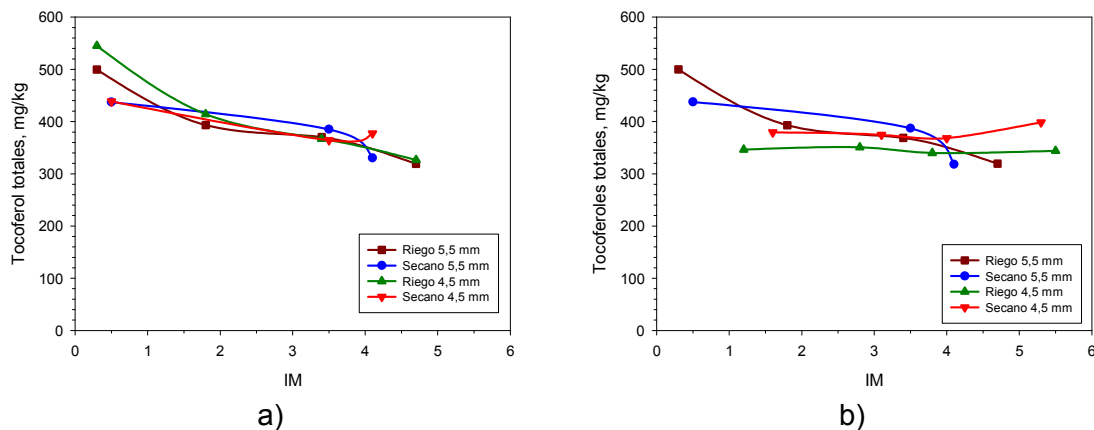 600
500
400
300
200
100
0
Tocoferol totales, mg/kg
Riego 5,5 mm
Secano 5,5 mm
Riego 4,5 mm
Secano 4,5 mm
0 1 2 3 4 5 6
IM
a)
600
500
400
300
200
100
0
Tocoferoles totales, mg/kg
Riego 5,5 mm
Secano 5,5 mm
Riego 4,5 mm
Secano 4,5 mm
0 1 2 3 4 5 6
IM
b)